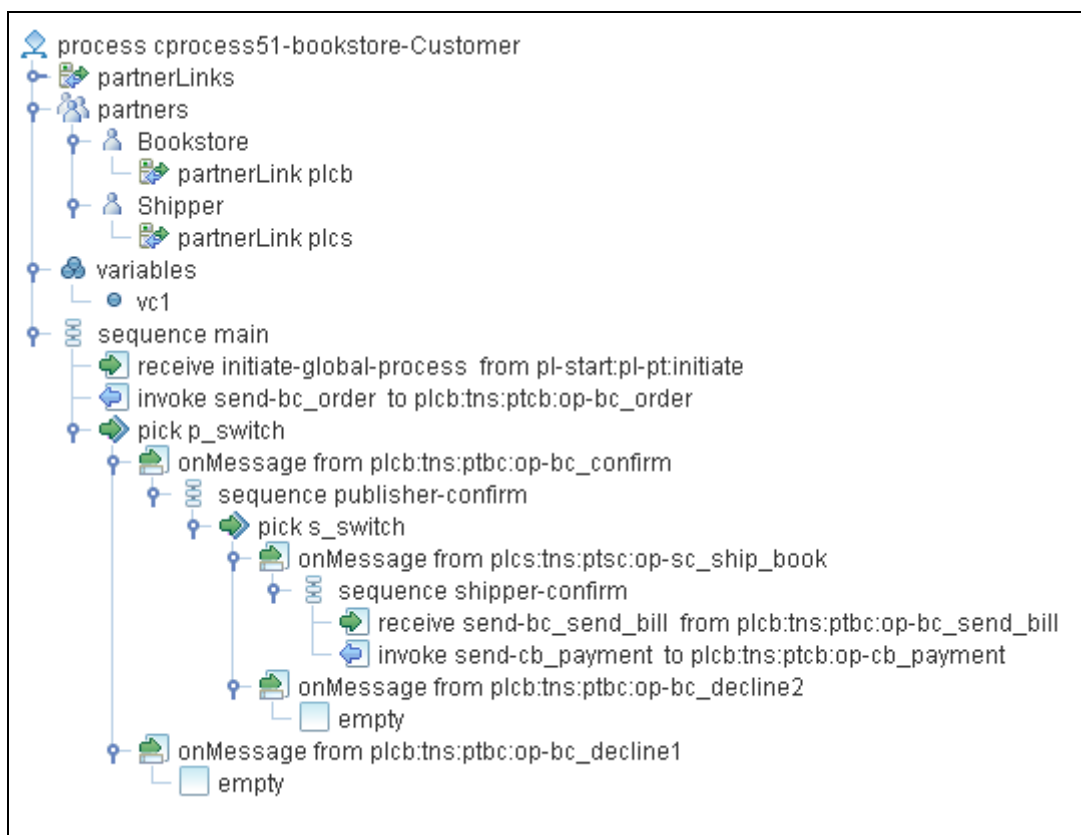 process cprocess51-bookstore-Customer
partnerLinks
partners
Bookstore
partnerLink plcb
Shipper
partnerLink plcs
variables
vc1
sequence main
receive initiate-global-process from pl-start:pl-pt:initiate
invoke send-bc_order to plcb:tns:ptcb:op-bc_order
pick p_switch
onMessage from plcb:tns:ptbc:op-bc_confirm
sequence publisher-confirm
pick s_switch
onMessage from plcs:tns:ptsc:op-sc_ship_book
sequence shipper-confirm
receive send-bc_send_bill from plcb:tns:ptbc:op-bc_send_bill
invoke send-cb_payment to plcb:tns:ptcb:op-cb_payment
onMessage from plcb:tns:ptbc:op-bc_decline2
empty
onMessage from plcb:tns:ptbc:op-bc_decline1
empty